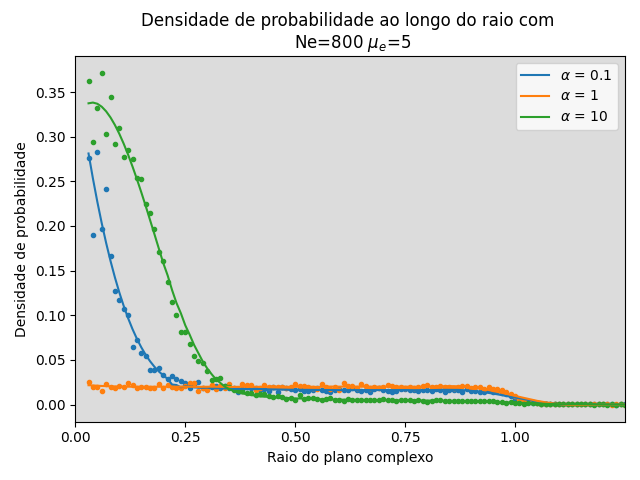 Densidade de probabilidade ao longo do raio com
Ne=800 μₑ=5
α = 0.1
α = 1
α = 10
Densidade de probabilidade
0.35
0.30
0.25
0.20
0.15
0.10
0.05
0.00
0.00 0.25 0.50 0.75 1.00
Raio do plano complexo